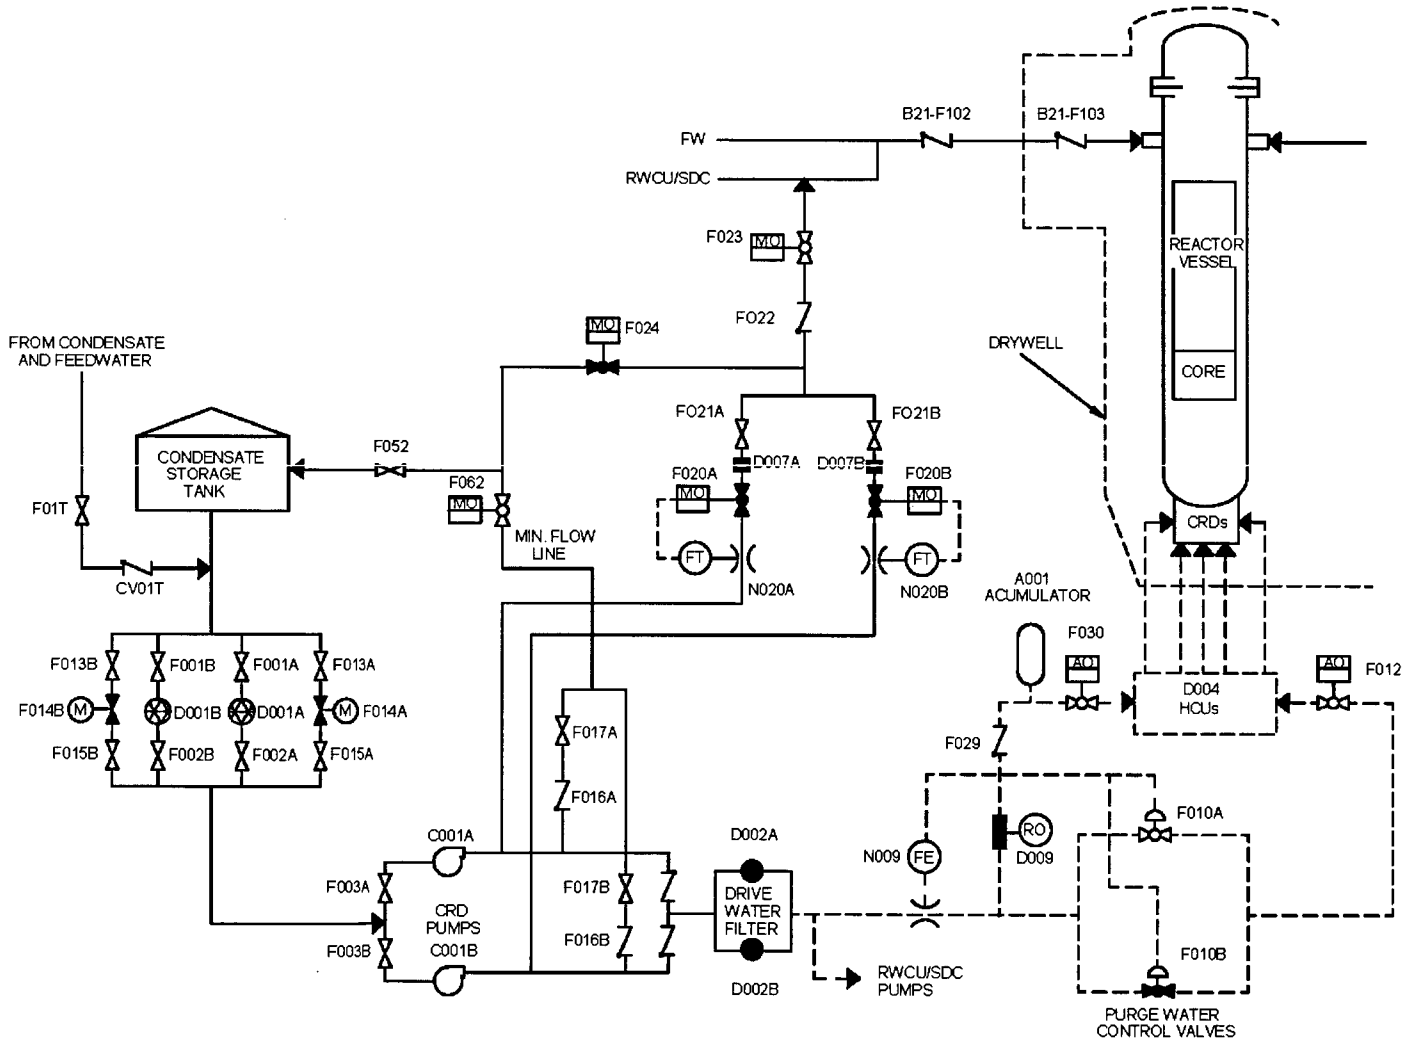 B21-F102
B21-F103
FW
RWCU/SDC
F023
MO
REACTOR
VESSEL
FO22
MO
F024
FROM CONDENSATE
AND FEEDWATER
DRYWELL
CORE
FO21A
FO21B
F052
CONDENSATE
STORAGE
TANK
D007A
D007B
F020A
MO
F020B
MO
F062
MO
F01T
CRDs
MIN. FLOW
LINE
FT
FT
CV01T
N020A
N020B
A001
ACUMULATOR
F030
AO
AO
F012
F013B
F001B
F001A
F013A
D004
HCUs
F014B
M
D001B
D001A
M
F014A
F017A
F029
F015B
F002B
F002A
F015A
F016A
F010A
C001A
D002A
RO
D009
N009
FE
F003A
F017B
DRIVE
WATER
FILTER
CRD
PUMPS
F003B
C001B
F016B
F010B
D002B
RWCU/SDC
PUMPS
PURGE WATER
CONTROL VALVES